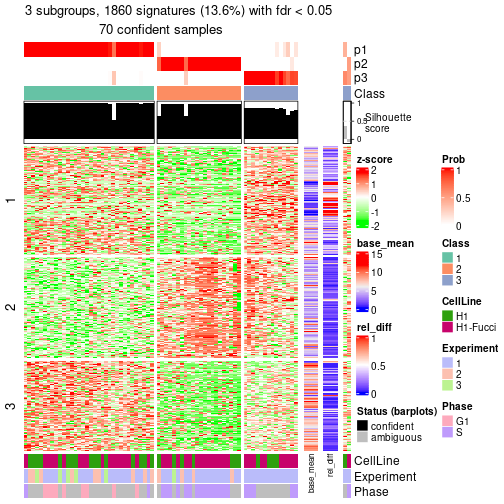 3 subgroups, 1860 signatures (13.6%) with fdr < 0.05
70 confident samples
p1
p2
p3
Class
1
0.5
0
Silhouette
score
1
2
3
z-score
2
1
0
-1
-2
Prob
1
0.5
0
base_mean
15
10
5
0
Class
1
2
3
CellLine
H1
H1-Fucci
rel_diff
1
0.5
0
Experiment
1
2
3
Status (barplots)
confident
ambiguous
Phase
G1
S
base_mean
rel_diff
CellLine
Experiment
Phase